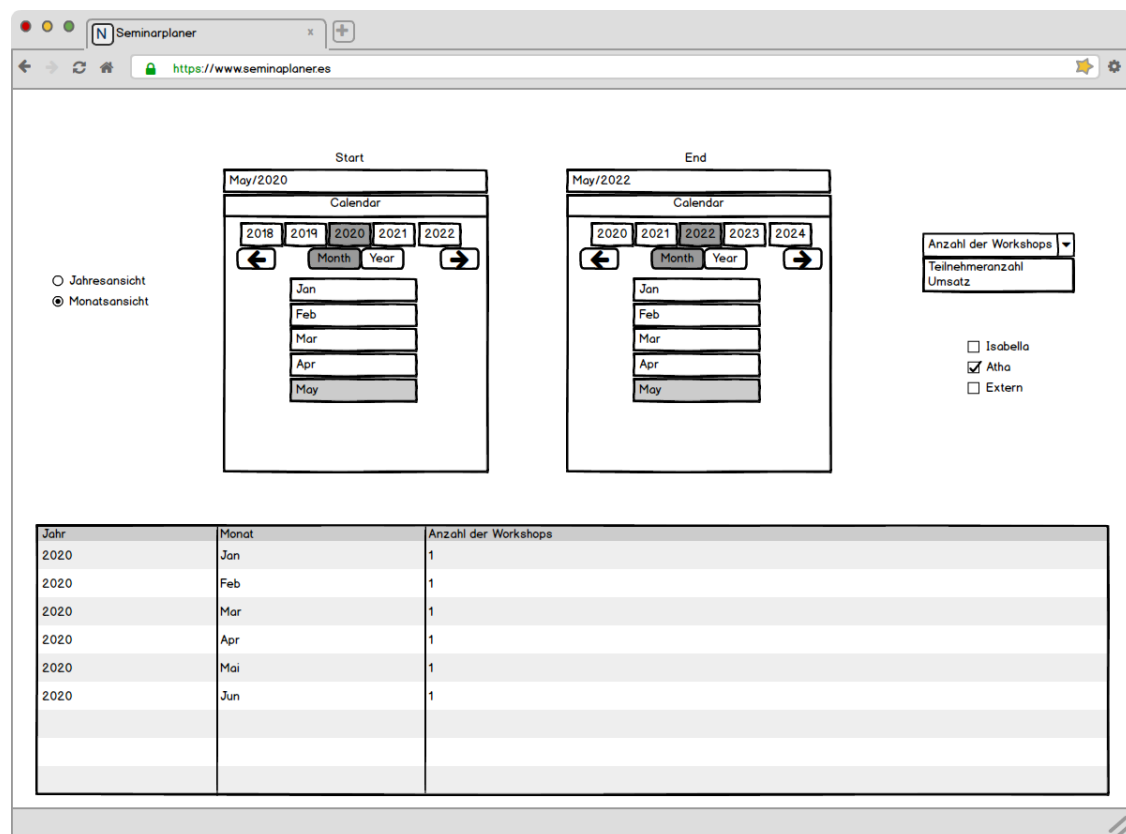 N Seminarplaner x
https://www.seminaplaner.es
Start
May/2020
Calendar
2018 2019 2020 2021 2022
Month Year
Jan
Feb
Mar
Apr
May
End
May/2022
Calendar
2020 2021 2022 2023 2024
Month Year
Jan
Feb
Mar
Apr
May
Jahresansicht
Monatsansicht
Anzahl der Workshops
Teilnehmeranzahl
Umsatz
Isabella
Atha
Extern
Jahr Monat Anzahl der Workshops
2020 Jan 1
2020 Feb 1
2020 Mar 1
2020 Apr 1
2020 Mai 1
2020 Jun 1